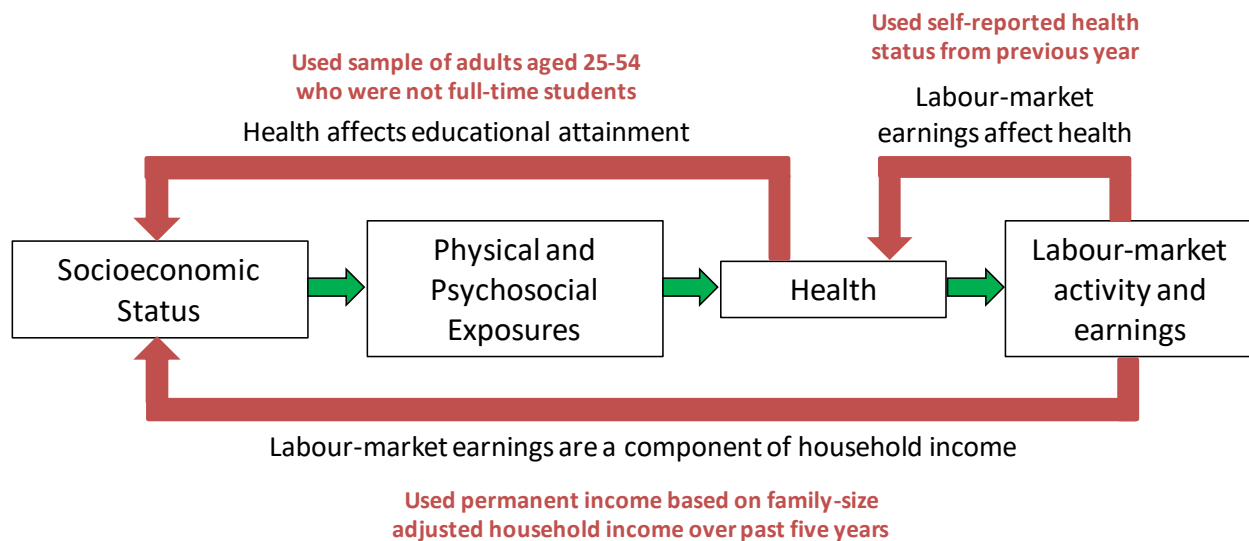 Used self-reported health
status from previous year
Used sample of adults aged 25-54
who were not full-time students
Labour-market
earnings affect health
Health affects educational attainment
Socioeconomic
Status
Physical and
Psychosocial
Exposures
Health
Labour-market
activity and
earnings
Labour-market earnings are a component of household income
Used permanent income based on family-size
adjusted household income over past five years